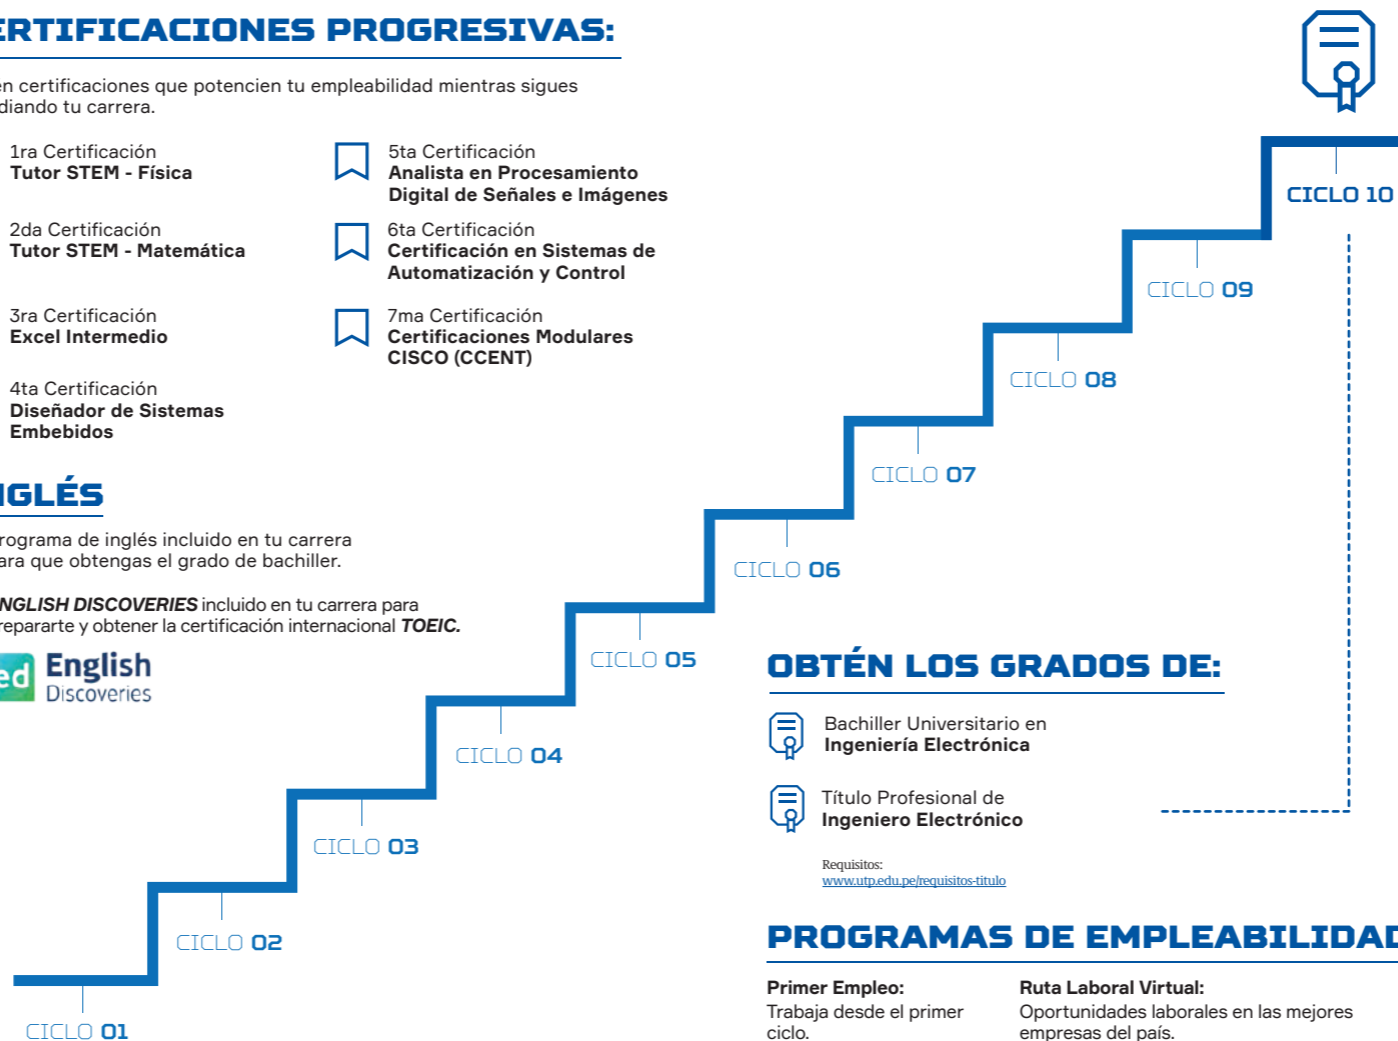 ERTIFICACIONES PROGRESIVAS:
én certificaciones que potencien tu empleabilidad mientras sigues
diando tu carrera.
1ra Certificación
Tutor STEM - Física
2da Certificación
Tutor STEM - Matemática
3ra Certificación
Excel Intermedio
4ta Certificación
Diseñador de Sistemas
Embebidos
5ta Certificación
Analista en Procesamiento
Digital de Señales e Imágenes
6ta Certificación
Certificación en Sistemas de
Automatización y Control
7ma Certificación
Certificaciones Modulares
CISCO (CCENT)
NGLÉS
rograma de inglés incluido en tu carrera
ara que obtengas el grado de bachiller.
NGLISH DISCOVERIES incluido en tu carrera para
repararte y obtener la certificación internacional TOEIC.
ed English
Discoveries
CICLO 10
CICLO 09
CICLO 08
CICLO 07
CICLO 06
CICLO 05
CICLO 04
CICLO 03
CICLO 02
CICLO 01
OBTÉN LOS GRADOS DE:
Bachiller Universitario en
Ingeniería Electrónica
Título Profesional de
Ingeniero Electrónico
Requisitos:
www.utp.edu.pe/requisitos-titulo
PROGRAMAS DE EMPLEABILIDAD
Primer Empleo:
Trabaja desde el primer
ciclo.
Ruta Laboral Virtual:
Oportunidades laborales en las mejores
empresas del país.